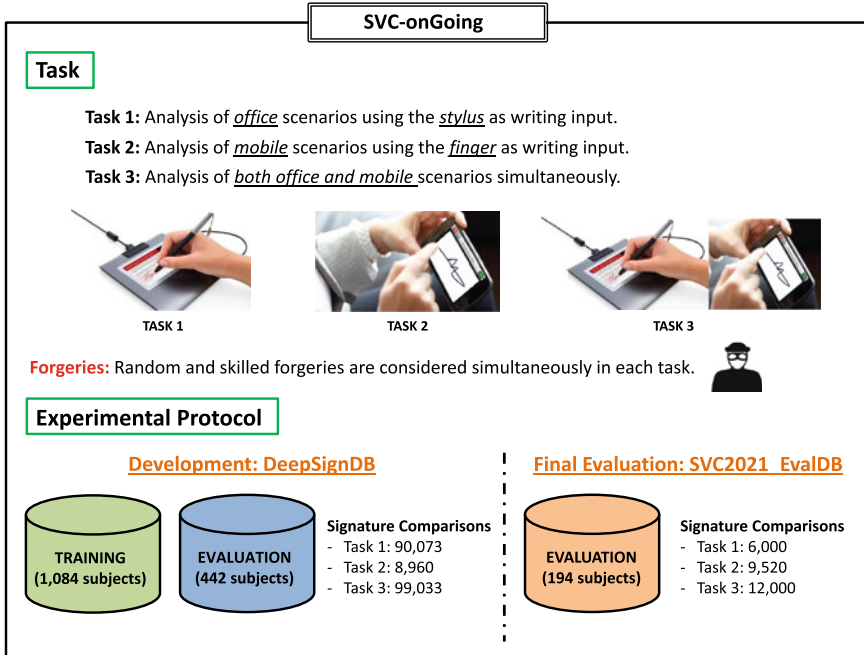 SVC-onGoing
Task
Task 1: Analysis of office scenarios using the stylus as writing input.
Task 2: Analysis of mobile scenarios using the finger as writing input.
Task 3: Analysis of both office and mobile scenarios simultaneously.
TASK 1
TASK 2
TASK 3
Forgeries: Random and skilled forgeries are considered simultaneously in each task.
Experimental Protocol
Development: DeepSignDB
TRAINING
(1,084 subjects)
EVALUATION
(442 subjects)
Signature Comparisons
- Task 1: 90,073
- Task 2: 8,960
- Task 3: 99,033
Final Evaluation: SVC2021_EvalDB
EVALUATION
(194 subjects)
Signature Comparisons
- Task 1: 6,000
- Task 2: 9,520
- Task 3: 12,000